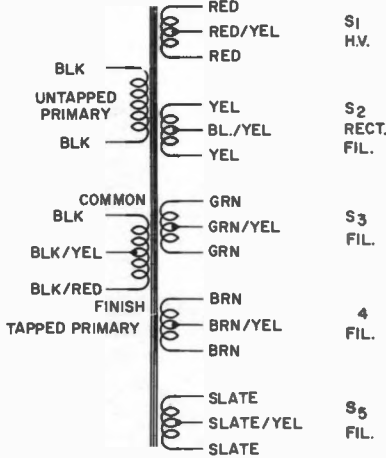 RED
RED/YEL
RED
S1
H.V.
BLK
UNTAPPED
PRIMARY
BLK
YEL
BL./YEL
YEL
S2
RECT.
FIL.
COMMON
BLK
BLK/YEL
BLK/RED
FINISH
TAPPED PRIMARY
GRN
GRN/YEL
GRN
S3
FIL.
BRN
BRN/YEL
BRN
4
FIL.
SLATE
SLATE/YEL
SLATE
S5
FIL.